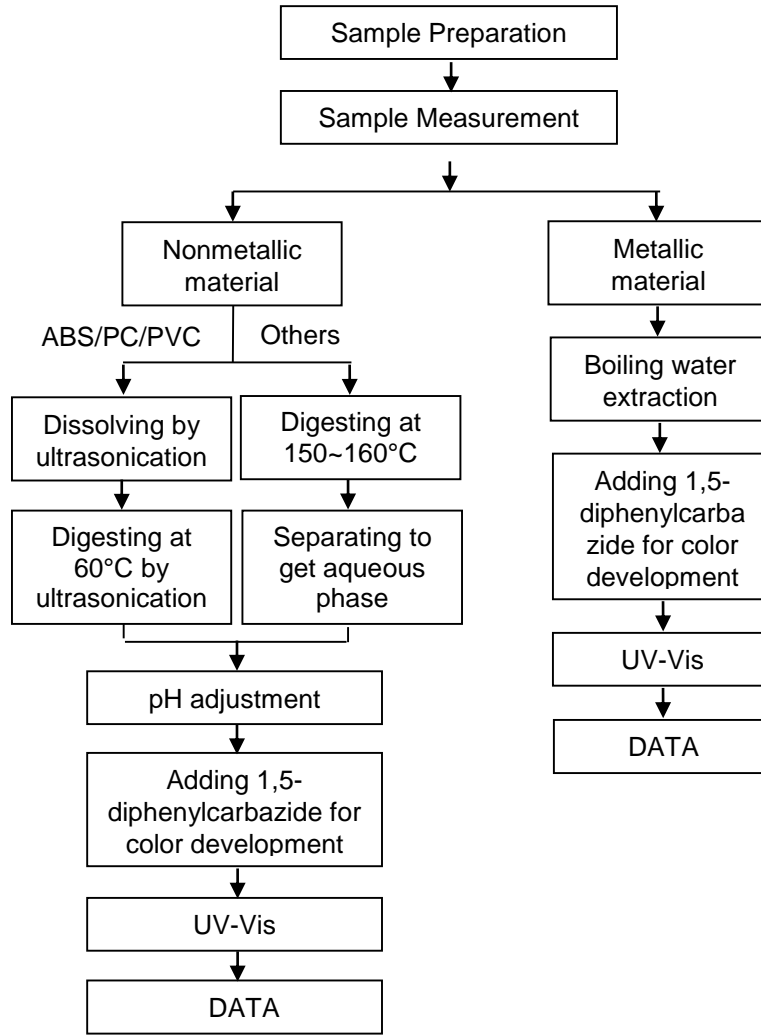 Sample Preparation
Sample Measurement
Nonmetallic
material
Metallic
material
ABS/PC/PVC
Others
Boiling water
extraction
Dissolving by
ultrasonication
Digesting at
150~160°C
Adding 1,5-
diphenylcarba
zide for color
development
Digesting at
60°C by
ultrasonication
Separating to
get aqueous
phase
UV-Vis
pH adjustment
DATA
Adding 1,5-
diphenylcarbazide for
color development
UV-Vis
DATA